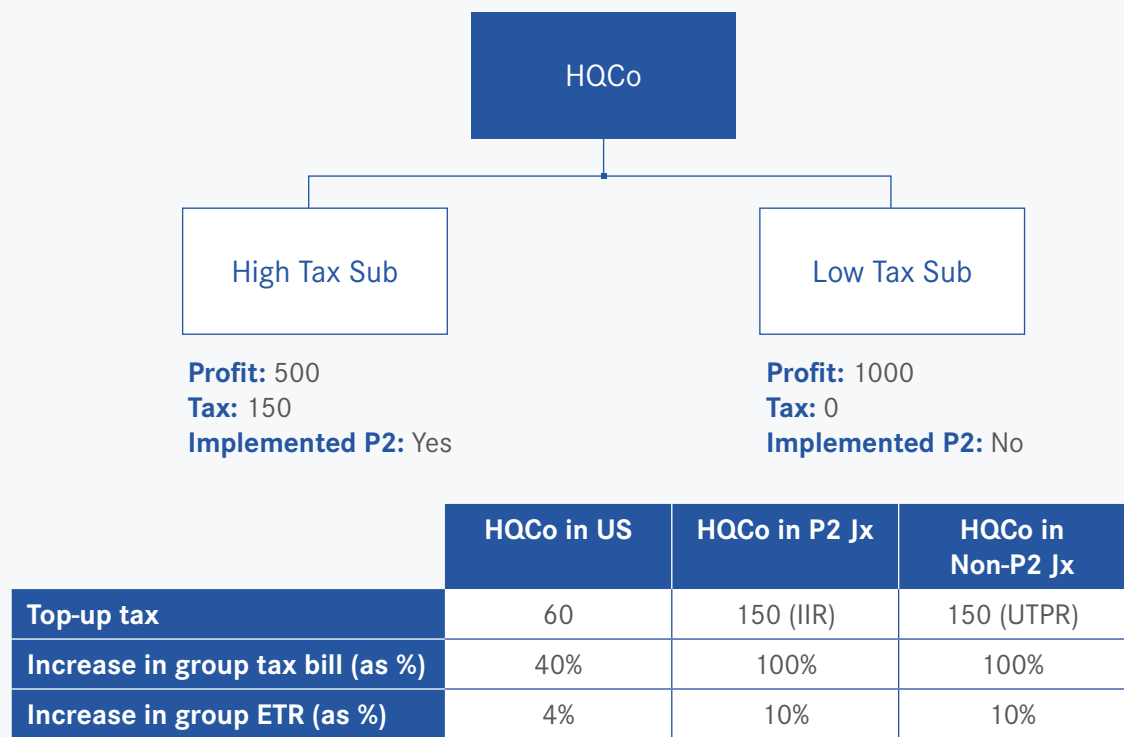 HQCo
High Tax Sub
Low Tax Sub
Profit: 500
Tax: 150
Implemented P2: Yes
Profit: 1000
Tax: 0
Implemented P2: No
HQCo in US
HQCo in P2 Jx
HQCo in
Non-P2 Jx
Top-up tax
60
150 (IIR)
150 (UTPR)
Increase in group tax bill (as %)
40%
100%
100%
Increase in group ETR (as %)
4%
10%
10%